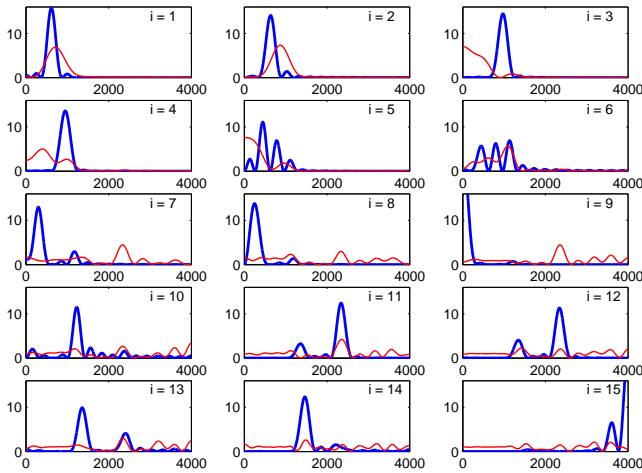 i = 1
i = 2
i = 3
10
0
0 2000 4000
10
0
0 2000 4000
10
0
0 2000 4000
i = 4
i = 5
i = 6
10
0
0 2000 4000
10
0
0 2000 4000
10
0
0 2000 4000
i = 7
i = 8
i = 9
10
0
0 2000 4000
10
0
0 2000 4000
10
0
0 2000 4000
i = 10
i = 11
i = 12
10
0
0 2000 4000
10
0
0 2000 4000
10
0
0 2000 4000
i = 13
i = 14
i = 15
10
0
0 2000 4000
10
0
0 2000 4000
10
0
0 2000 4000